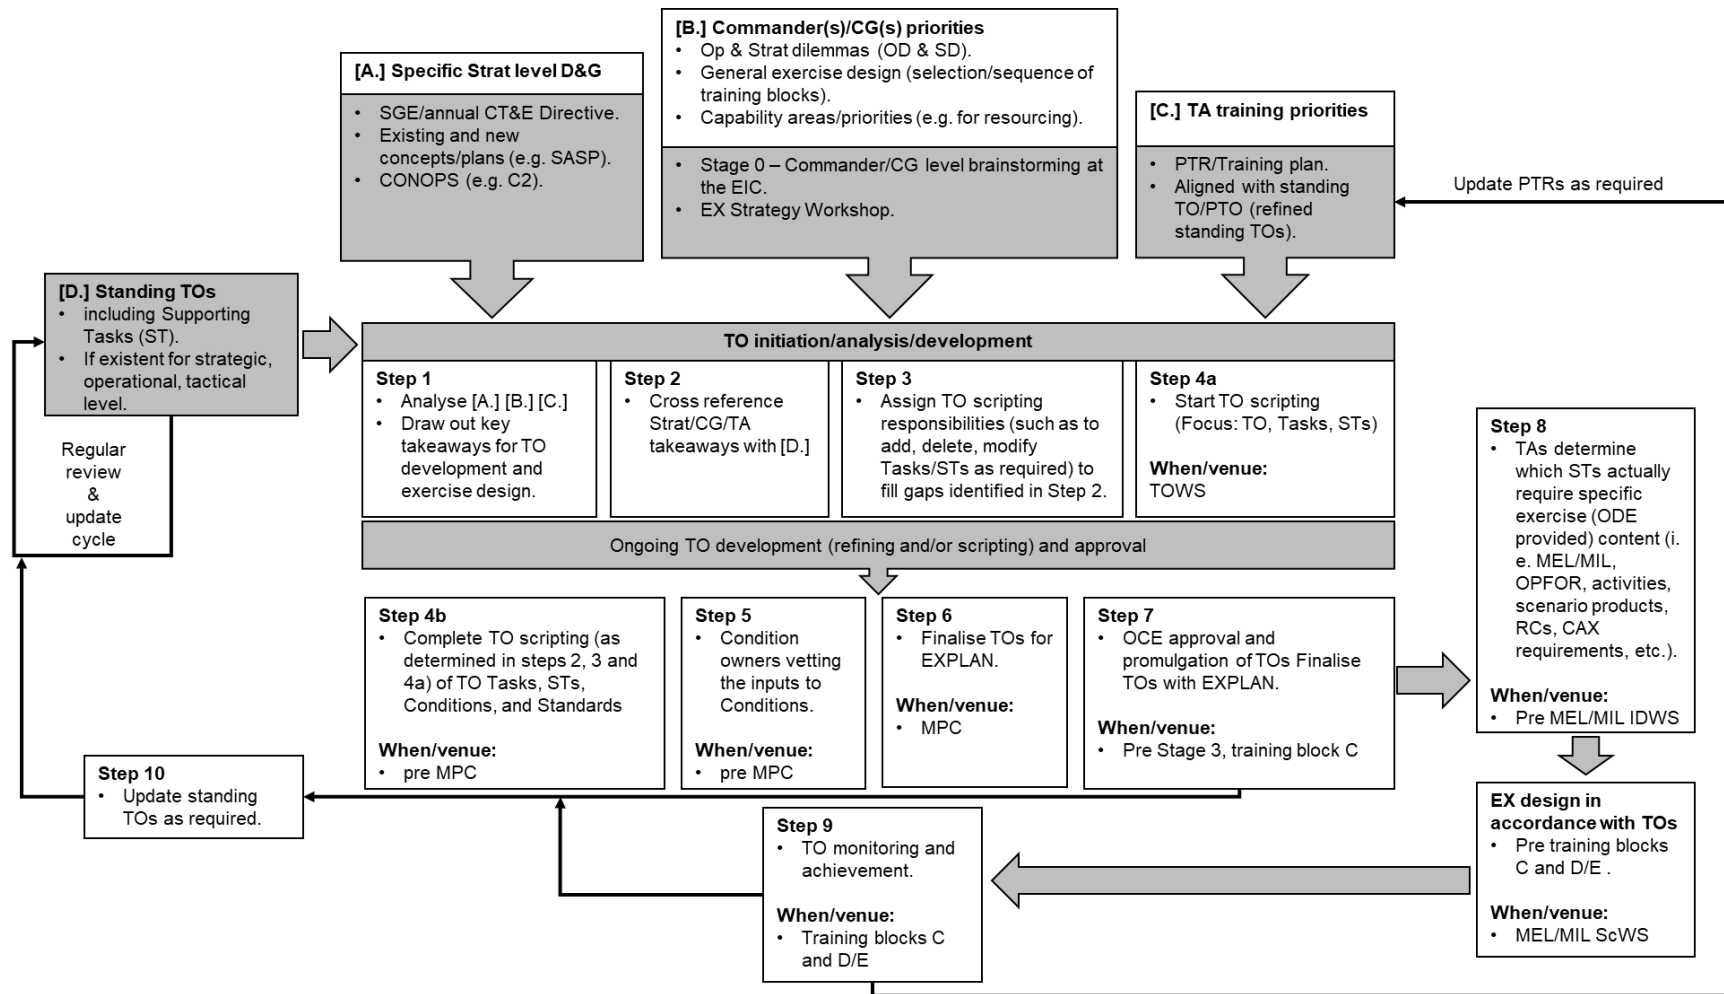 [A.] Specific Strat level D&G
• SGE/annual CT&E Directive.
• Existing and new
concepts/plans (e.g. SASP).
• CONOPS (e.g. C2).
[B.] Commander(s)/CG(s) priorities
• Op & Strat dilemmas (OD & SD).
• General exercise design (selection/sequence of
training blocks).
• Capability areas/priorities (e.g. for resourcing).
• Stage 0 – Commander/CG level brainstorming at
the EIC.
• EX Strategy Workshop.
[C.] TA training priorities
• PTR/Training plan.
• Aligned with standing
TO/PTO (refined
standing TOs).
Update PTRs as required
[D.] Standing TOs
• including Supporting
Tasks (ST).
• If existent for strategic,
operational, tactical
level.
Regular
review
&
update
cycle
TO initiation/analysis/development
Step 1
• Analyse [A.] [B.] [C.]
• Draw out key
takeaways for TO
development and
exercise design.
Step 2
• Cross reference
Strat/CG/TA
takeaways with [D.]
Step 3
• Assign TO scripting
responsibilities (such as to
add, delete, modify
Tasks/STs as required) to
fill gaps identified in Step 2.
Step 4a
• Start TO scripting
(Focus: TO, Tasks, STs)
When/venue:
TOWS
Ongoing TO development (refining and/or scripting) and approval
Step 4b
• Complete TO scripting (as
determined in steps 2, 3 and
4a) of TO Tasks, STs,
Conditions, and Standards
When/venue:
• pre MPC
Step 5
• Condition
owners vetting
the inputs to
Conditions.
When/venue:
• pre MPC
Step 6
• Finalise TOs for
EXPLAN.
When/venue:
• MPC
Step 7
• OCE approval and
promulgation of TOs Finalise
TOs with EXPLAN.
When/venue:
• Pre Stage 3, training block C
Step 8
• TAs determine
which STs actually
require specific
exercise (ODE
provided) content (i.
e. MEL/MIL,
OPFOR, activities,
scenario products,
RCs, CAX
requirements, etc.).
When/venue:
• Pre MEL/MIL IDWS
EX design in
accordance with TOs
• Pre training blocks
C and D/E .
When/venue:
• MEL/MIL ScWS
Step 9
• TO monitoring and
achievement.
When/venue:
• Training blocks C
and D/E
Step 10
• Update standing
TOs as required.